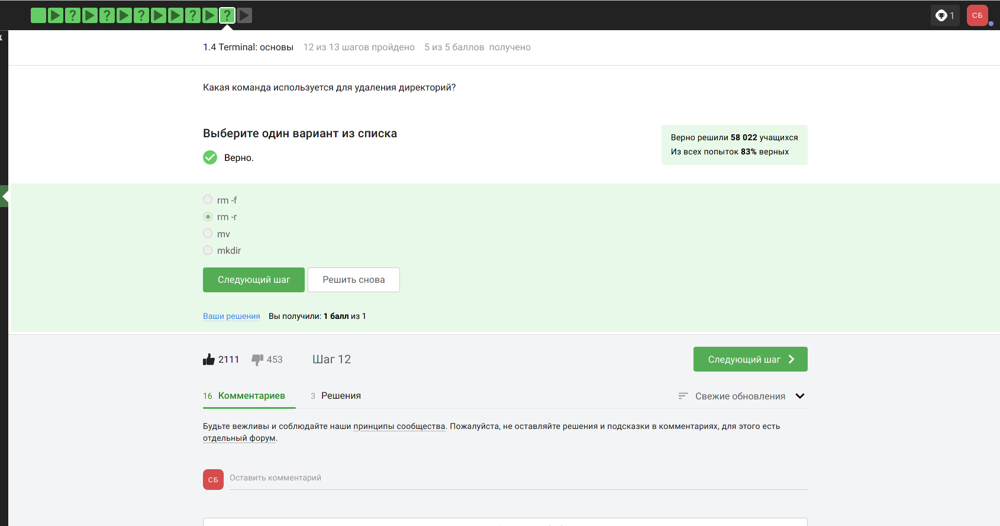 ? ? ? ? ?
1
СБ
1.4 Terminal: основы 12 из 13 шагов пройдено 5 из 5 баллов получено
Какая команда используется для удаления директорий?
Выберите один вариант из списка
Верно.
Верно решили 58 022 учащихся
Из всех попыток 83% верных
rm -f
rm -r
mv
mkdir
Следующий шаг Решить снова
Ваши решения Вы получили: 1 балл из 1
2111 453 Шаг 12 Следующий шаг
16 Комментариев 3 Решения Свежие обновления
Будьте вежливы и соблюдайте наши принципы сообщества. Пожалуйста, не оставляйте решения и подсказки в комментариях, для этого есть
отдельный форум.
СБ Оставить комментарий